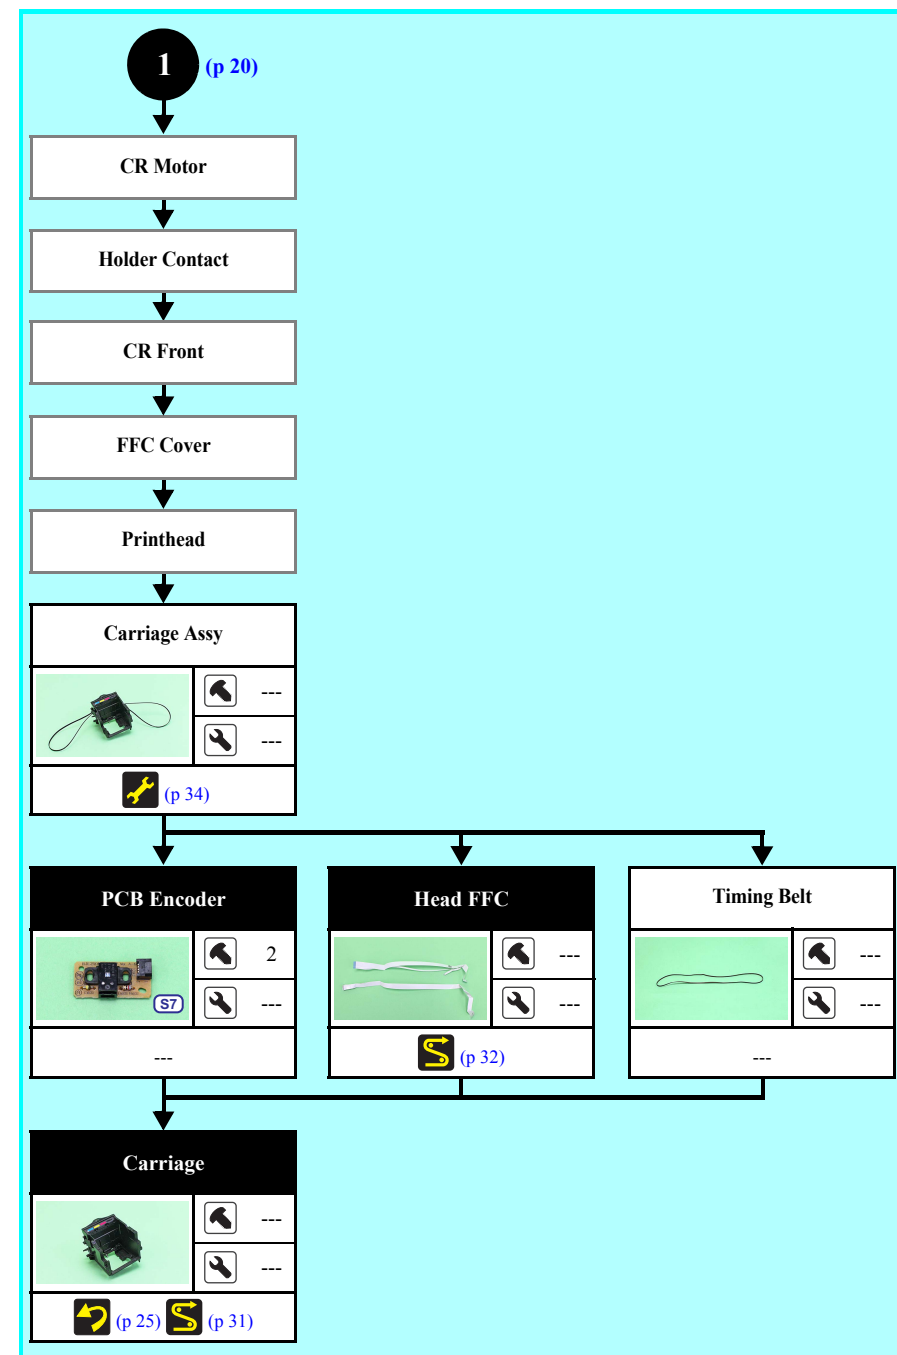 1 (p 20)
CR Motor
Holder Contact
CR Front
FFC Cover
Printhead
Carriage Assy
---
---
(p 34)
PCB Encoder
2
S7
---
---
Head FFC
---
---
(p 32)
Timing Belt
---
---
---
Carriage
---
---
(p 25) (p 31)